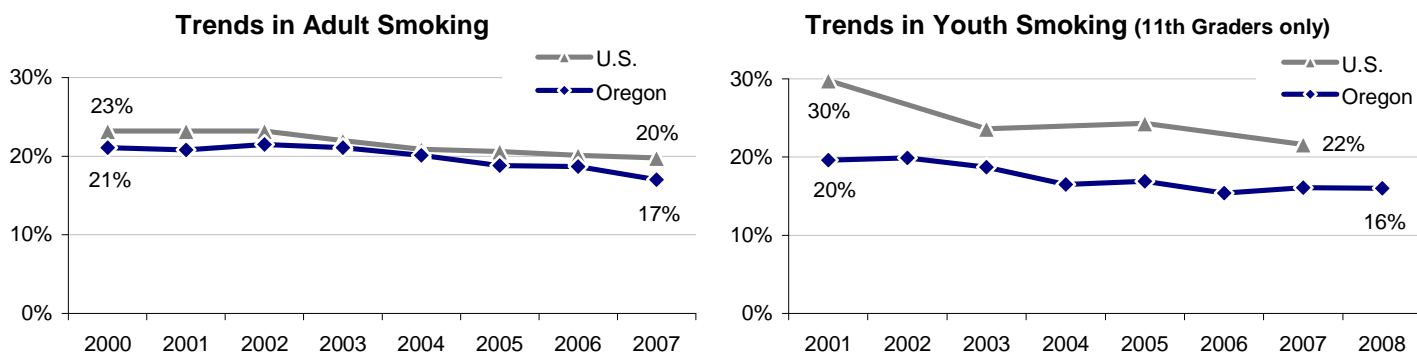 Trends in Adult Smoking
U.S.
Oregon
30%
20%
10%
0%
23%
21%
20%
17%
2000 2001 2002 2003 2004 2005 2006 2007
Trends in Youth Smoking (11th Graders only)
U.S.
Oregon
30%
20%
10%
0%
30%
20%
22%
16%
2001 2002 2003 2004 2005 2006 2007 2008